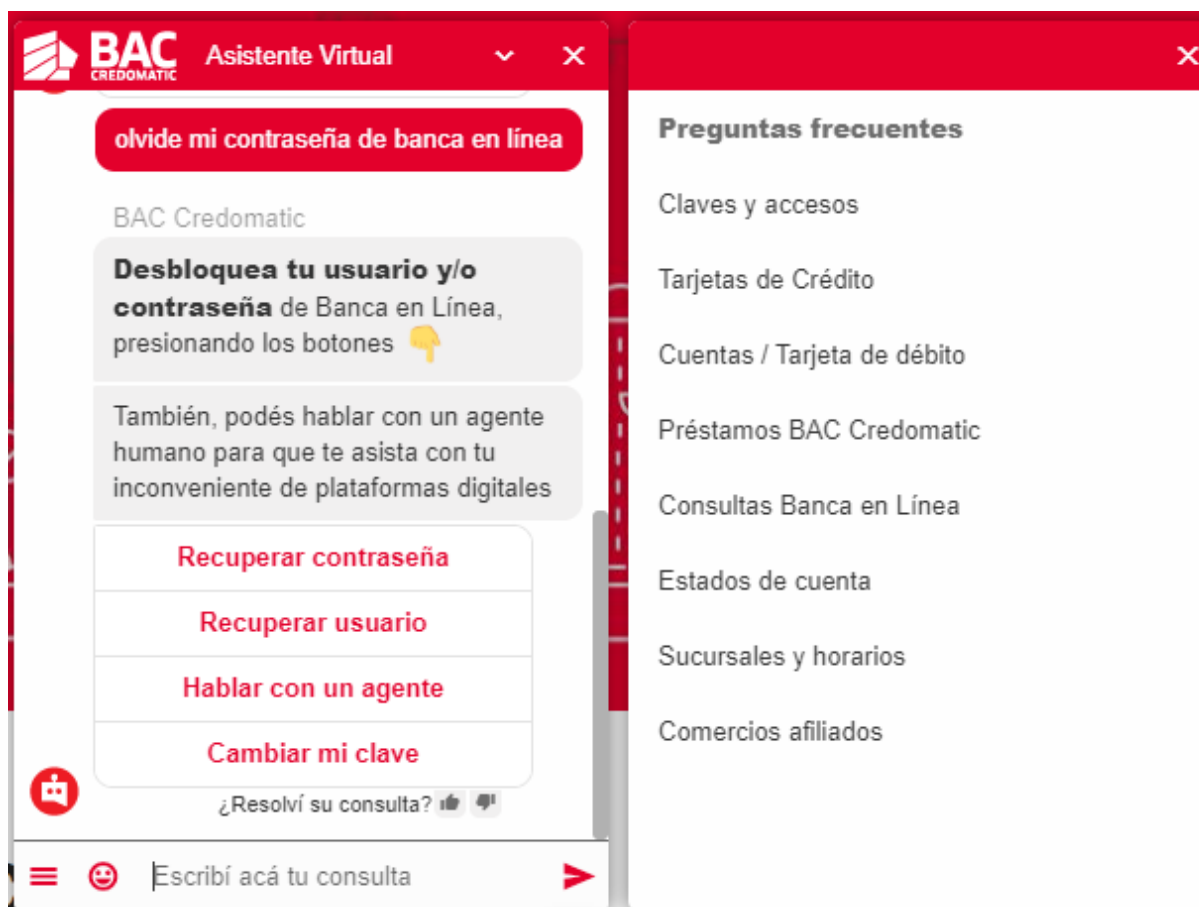 BAC
CREDOMATIC
Asistente Virtual
olvide mi contraseña de banca en línea
BAC Credomatic
Desbloquea tu usuario y/o
contraseña de Banca en Línea,
presionando los botones 👇
También, podés hablar con un agente
humano para que te asista con tu
inconveniente de plataformas digitales
Recuperar contraseña
Recuperar usuario
Hablar con un agente
Cambiar mi clave
¿Resolví su consulta?
Escribí acá tu consulta
Preguntas frecuentes
Claves y accesos
Tarjetas de Crédito
Cuentas / Tarjeta de débito
Préstamos BAC Credomatic
Consultas Banca en Línea
Estados de cuenta
Sucursales y horarios
Comercios afiliados